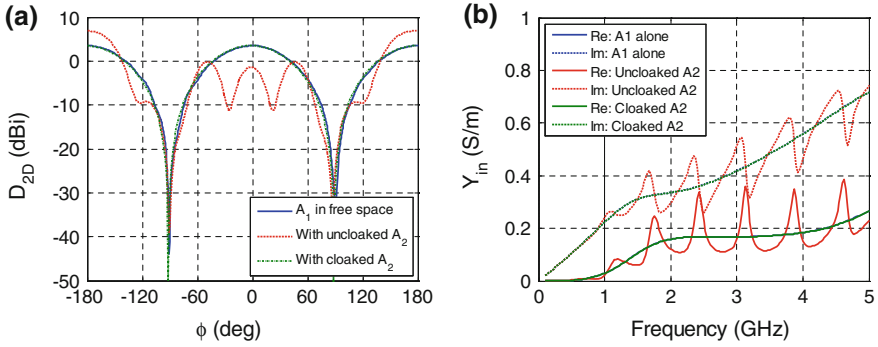 (a)
10
0
-10
-20
-30
-40
-50
D2D (dBi)
-180 -120 -60 0 60 120 180
ϕ (deg)
A1 in free space
With uncloaked A2
With cloaked A2
(b)
1
0.8
0.6
0.4
0.2
0
Yin (S/m)
0 1 2 3 4 5
Frequency (GHz)
Re: A1 alone
Im: A1 alone
Re: Uncloaked A2
Im: Uncloaked A2
Re: Cloaked A2
Im: Cloaked A2